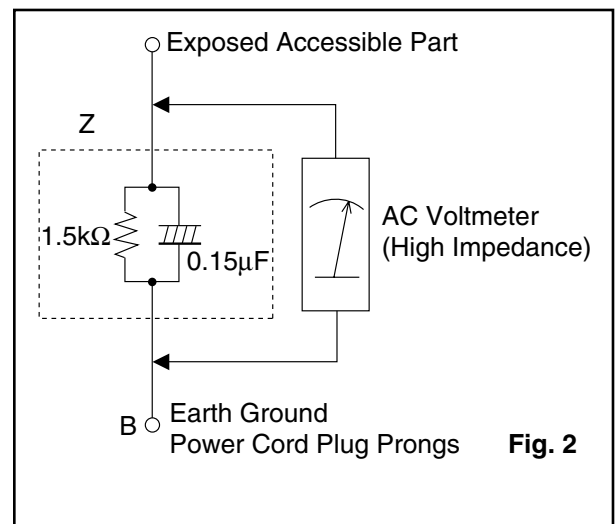 Exposed Accessible Part
Z
1.5kΩ
0.15μF
AC Voltmeter
(High Impedance)
B
Earth Ground
Power Cord Plug Prongs
Fig. 2